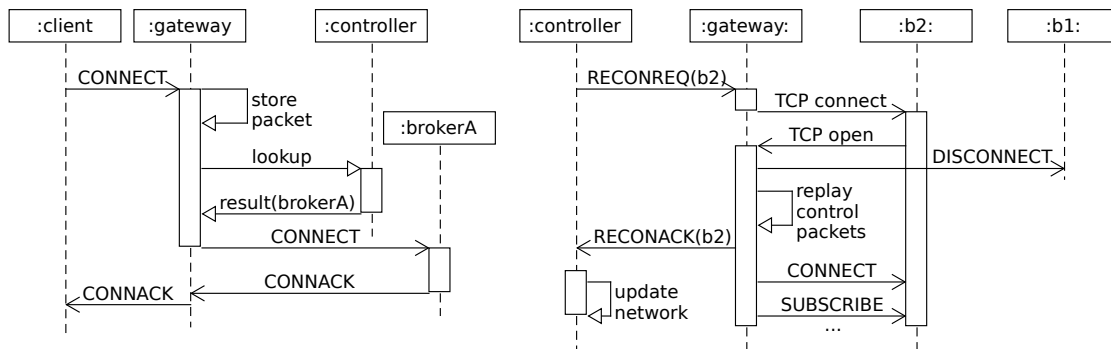 :client
:gateway
:controller
CONNECT
store
packet
:brokerA
lookup
result(brokerA)
CONNECT
CONNACK
CONNACK
:controller
:gateway:
:b2:
:b1:
RECONREQ(b2)
TCP connect
TCP open
DISCONNECT
replay
control
packets
RECONACK(b2)
CONNECT
update
network
SUBSCRIBE
...